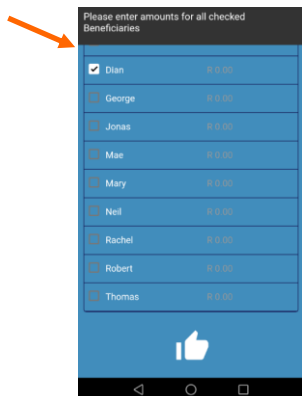 Please enter amounts for all checked
Beneficiaries
Dian R 0.00
George R 0.00
Jonas R 0.00
Mae R 0.00
Mary R 0.00
Neil R 0.00
Rachel R 0.00
Robert R 0.00
Thomas R 0.00